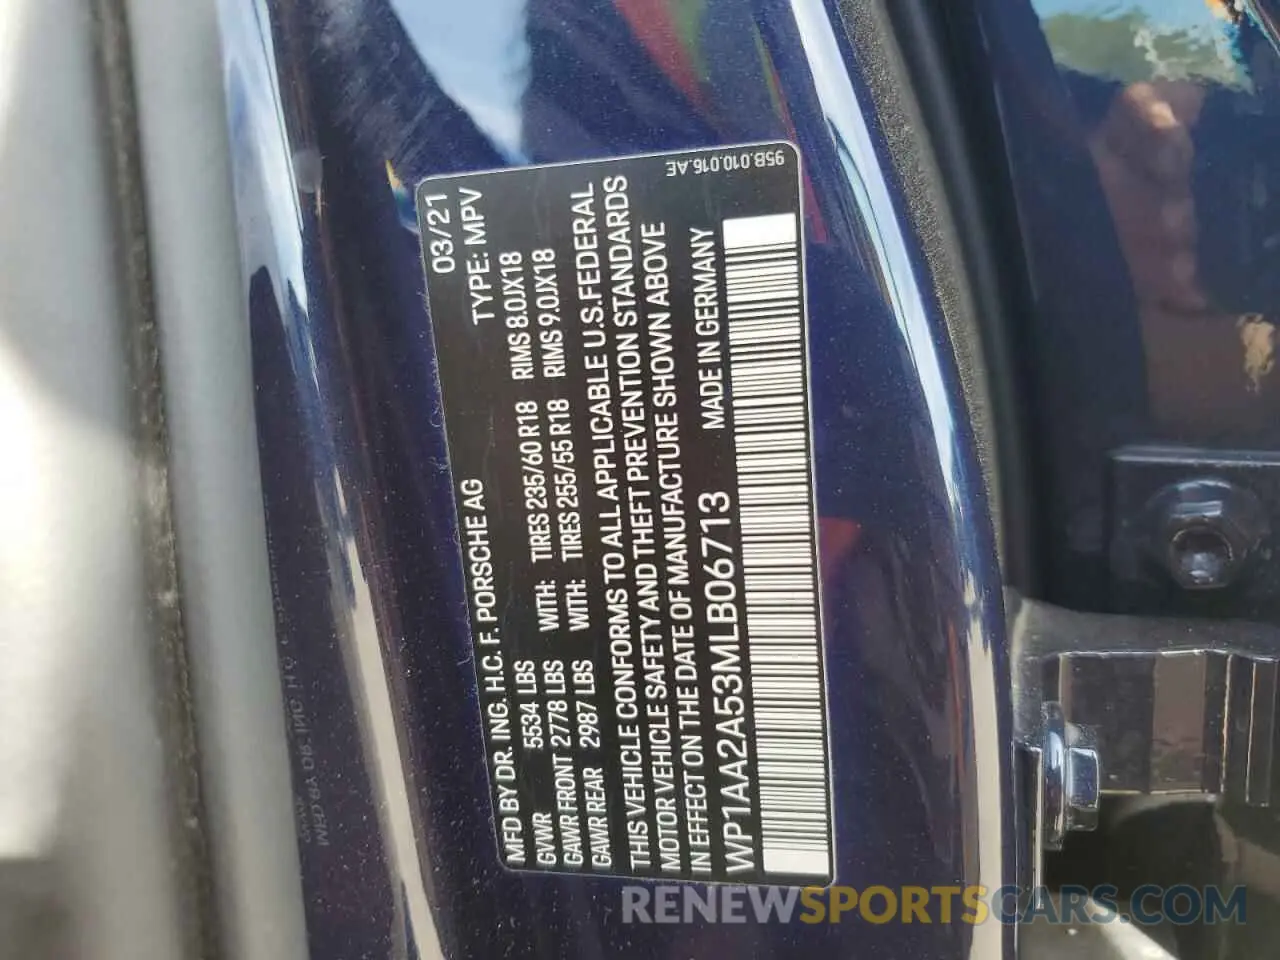 03/21
MFD BY DR. ING. H.C. F. PORSCHE AG TYPE: MPV
GVWR 5534 LBS
GAWR FRONT 2778 LBS WITH: TIRES 235/60 R18 RIMS 8.0JX18
GAWR REAR 2987 LBS WITH: TIRES 255/55 R18 RIMS 9.0JX18
THIS VEHICLE CONFORMS TO ALL APPLICABLE U.S. FEDERAL
MOTOR VEHICLE SAFETY AND THEFT PREVENTION STANDARDS
IN EFFECT ON THE DATE OF MANUFACTURE SHOWN ABOVE
WP1AA2A53MLB06713 MADE IN GERMANY
95B.010.016.AE
RENEWSPORTSCARS.COM